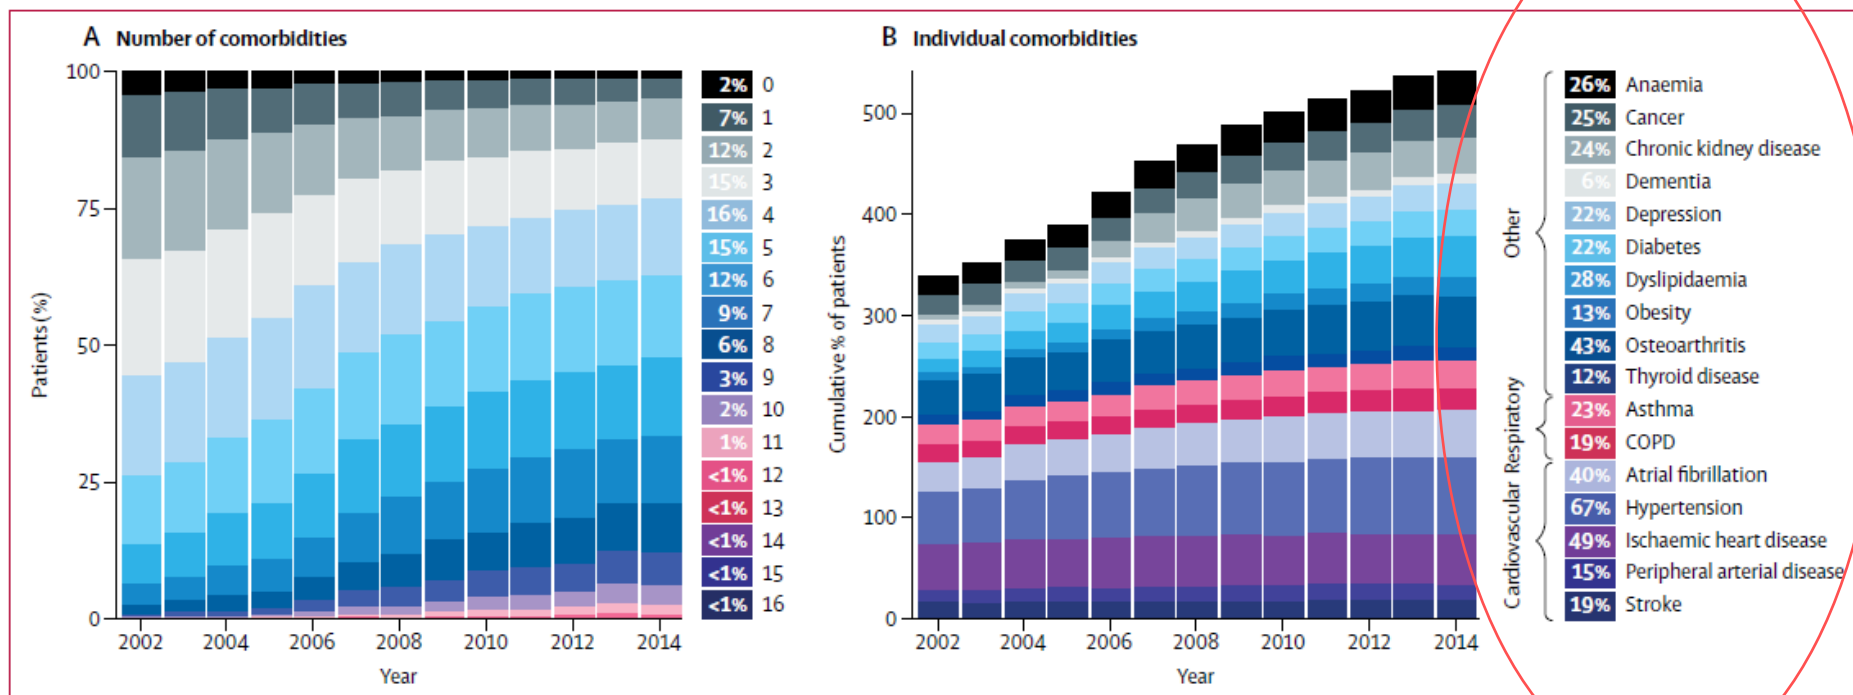 A Number of comorbidities
Patients (%)
100
75
50
25
0
2002 2004 2006 2008 2010 2012 2014
Year
2% 0
7% 1
12% 2
15% 3
16% 4
15% 5
12% 6
9% 7
6% 8
3% 9
2% 10
1% 11
<1% 12
<1% 13
<1% 14
<1% 15
<1% 16
B Individual comorbidities
Cumulative % of patients
500
400
300
200
100
0
2002 2004 2006 2008 2010 2012 2014
Year
Other
26% Anaemia
25% Cancer
24% Chronic kidney disease
6% Dementia
22% Depression
22% Diabetes
28% Dyslipidaemia
13% Obesity
43% Osteoarthritis
12% Thyroid disease
Respiratory
23% Asthma
19% COPD
Cardiovascular
40% Atrial fibrillation
67% Hypertension
49% Ischaemic heart disease
15% Peripheral arterial disease
19% Stroke